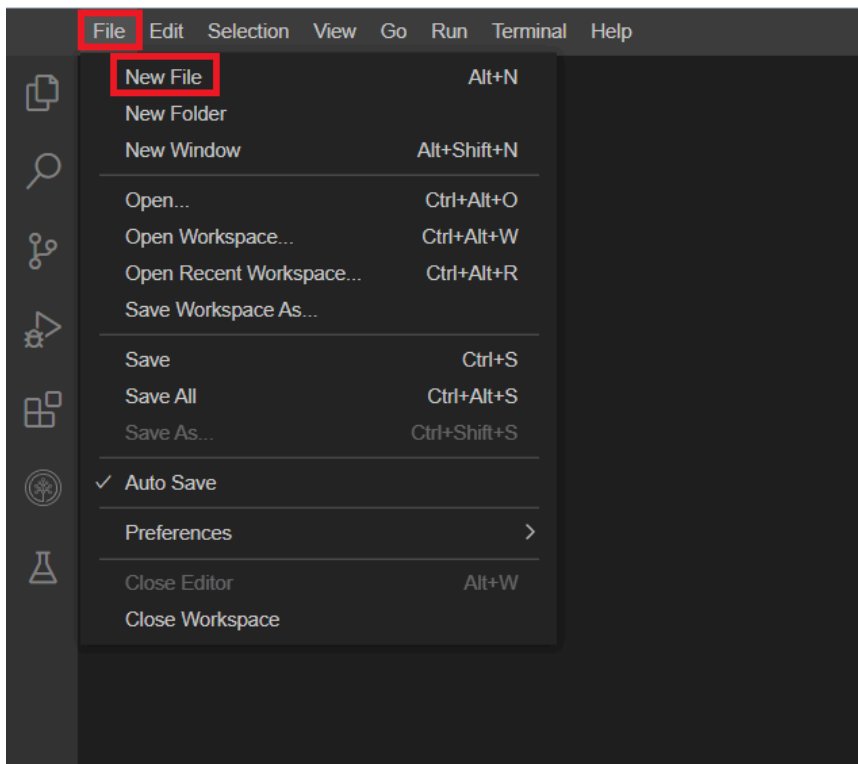 File Edit Selection View Go Run Terminal Help
New File Alt+N
New Folder
New Window Alt+Shift+N
Open... Ctrl+Alt+O
Open Workspace... Ctrl+Alt+W
Open Recent Workspace... Ctrl+Alt+R
Save Workspace As...
Save Ctrl+S
Save All Ctrl+Alt+S
Save As... Ctrl+Shift+S
Auto Save
Preferences
Close Editor Alt+W
Close Workspace